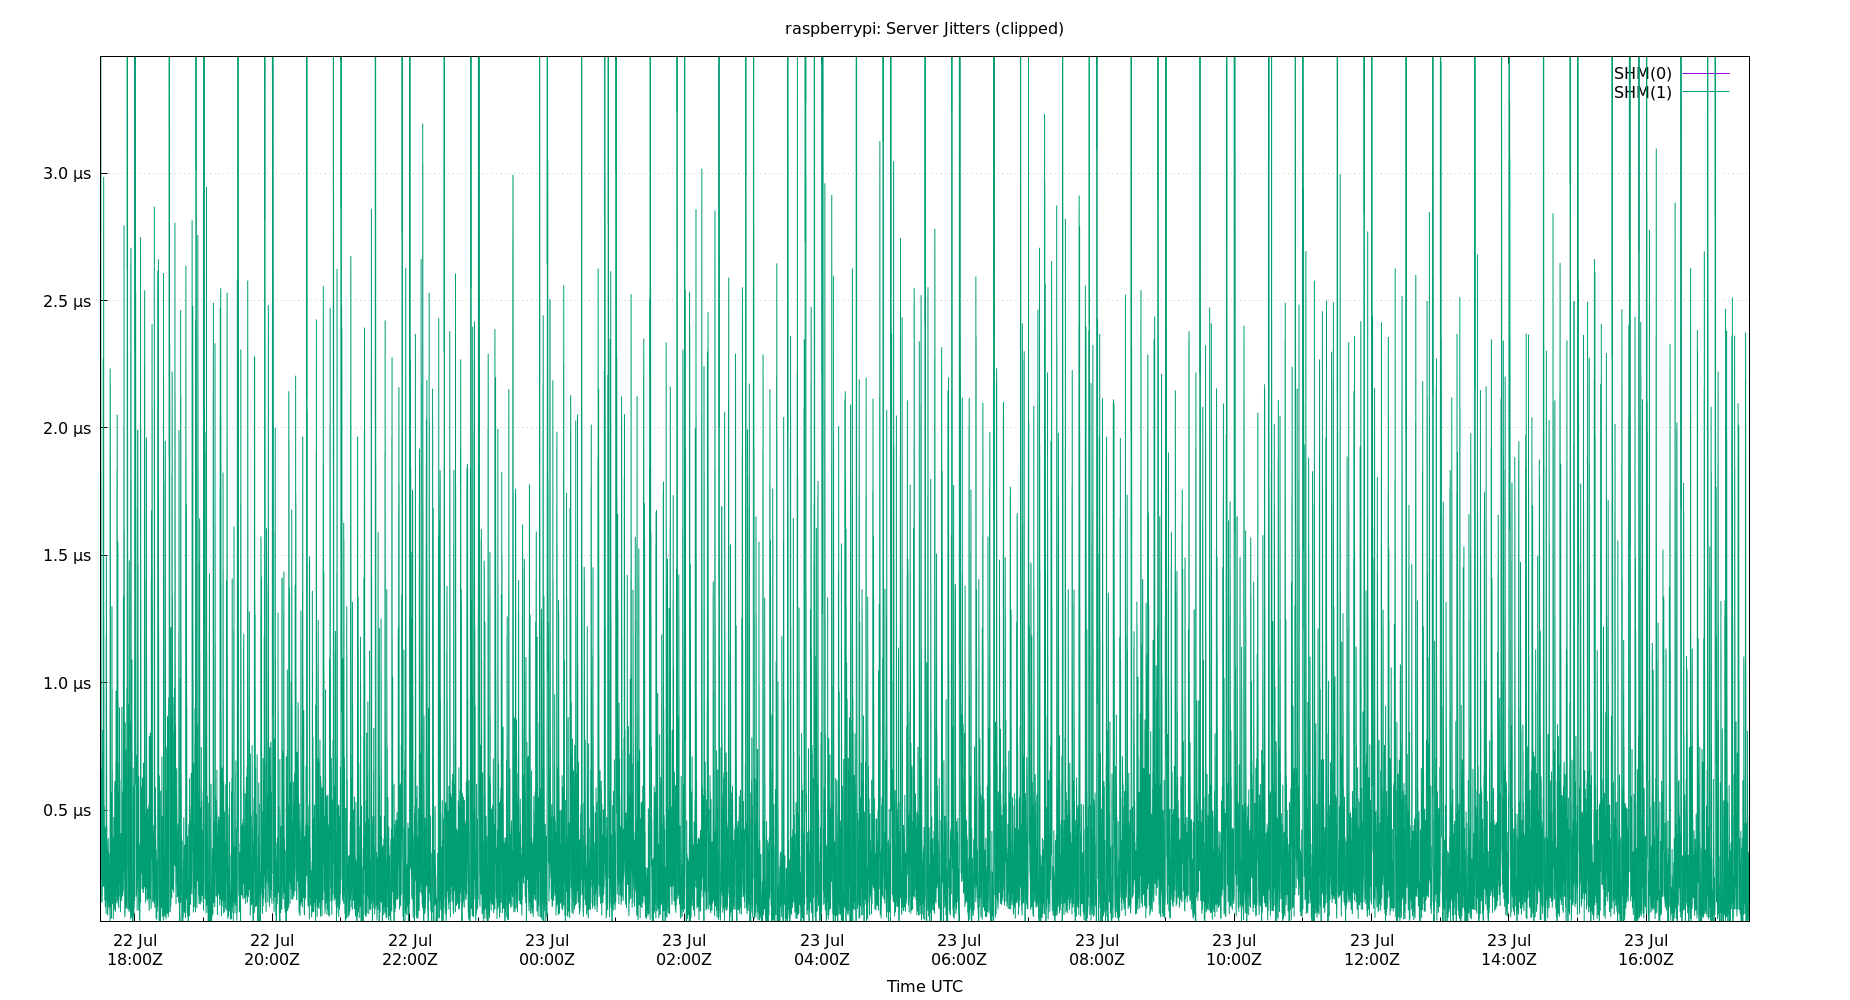 raspberrypi: Server Jitters (clipped)
SHM(0)
SHM(1)
3.0 µs
2.5 µs
2.0 µs
1.5 µs
1.0 µs
0.5 µs
22 Jul 22 Jul 22 Jul 23 Jul 23 Jul 23 Jul 23 Jul 23 Jul 23 Jul 23 Jul 23 Jul 23 Jul
18:00Z 20:00Z 22:00Z 00:00Z 02:00Z 04:00Z 06:00Z 08:00Z 10:00Z 12:00Z 14:00Z 16:00Z
Time UTC